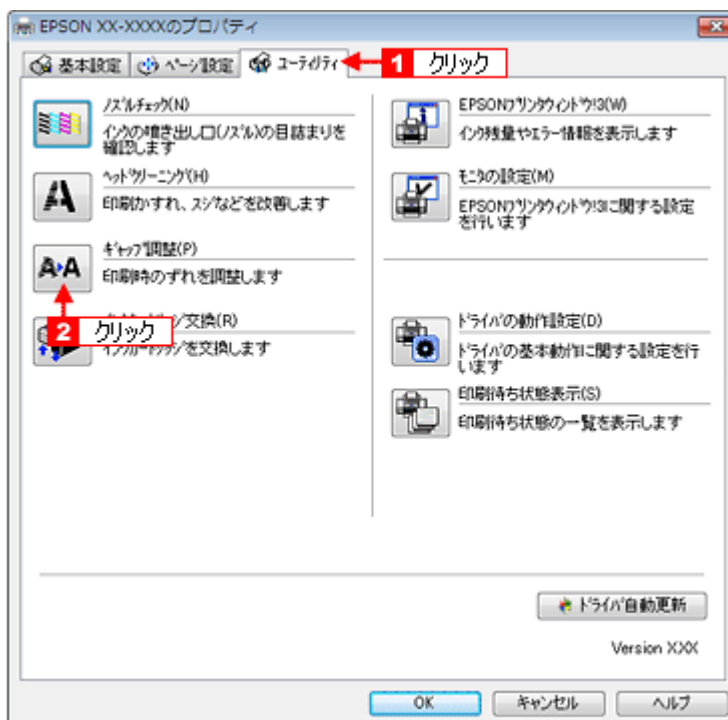 EPSON XX-XXXXのプロパティ
基本設定 ページ設定 ユーティリティ 1 クリック
ノズルチェック(N)
インクの噴き出し口(ノズル)の目詰まりを
確認します
ヘッドクリーニング(H)
印刷かすれ、スジなどを改善します
ギャップ調整(P)
印刷時のずれを調整します
2 クリック
ジ交換(R)
インクカートリッジを交換します
EPSONプリンタウィンドウ!3(W)
インク残量やエラー情報を表示します
モニタの設定(M)
EPSONプリンタウィンドウ!3に関する設定
を行います
ドライバの動作設定(D)
ドライバの基本動作に関する設定を行
います
印刷待ち状態表示(S)
印刷待ち状態の一覧を表示します
ドライバ自動更新
Version XXX
OK キャンセル ヘルプ